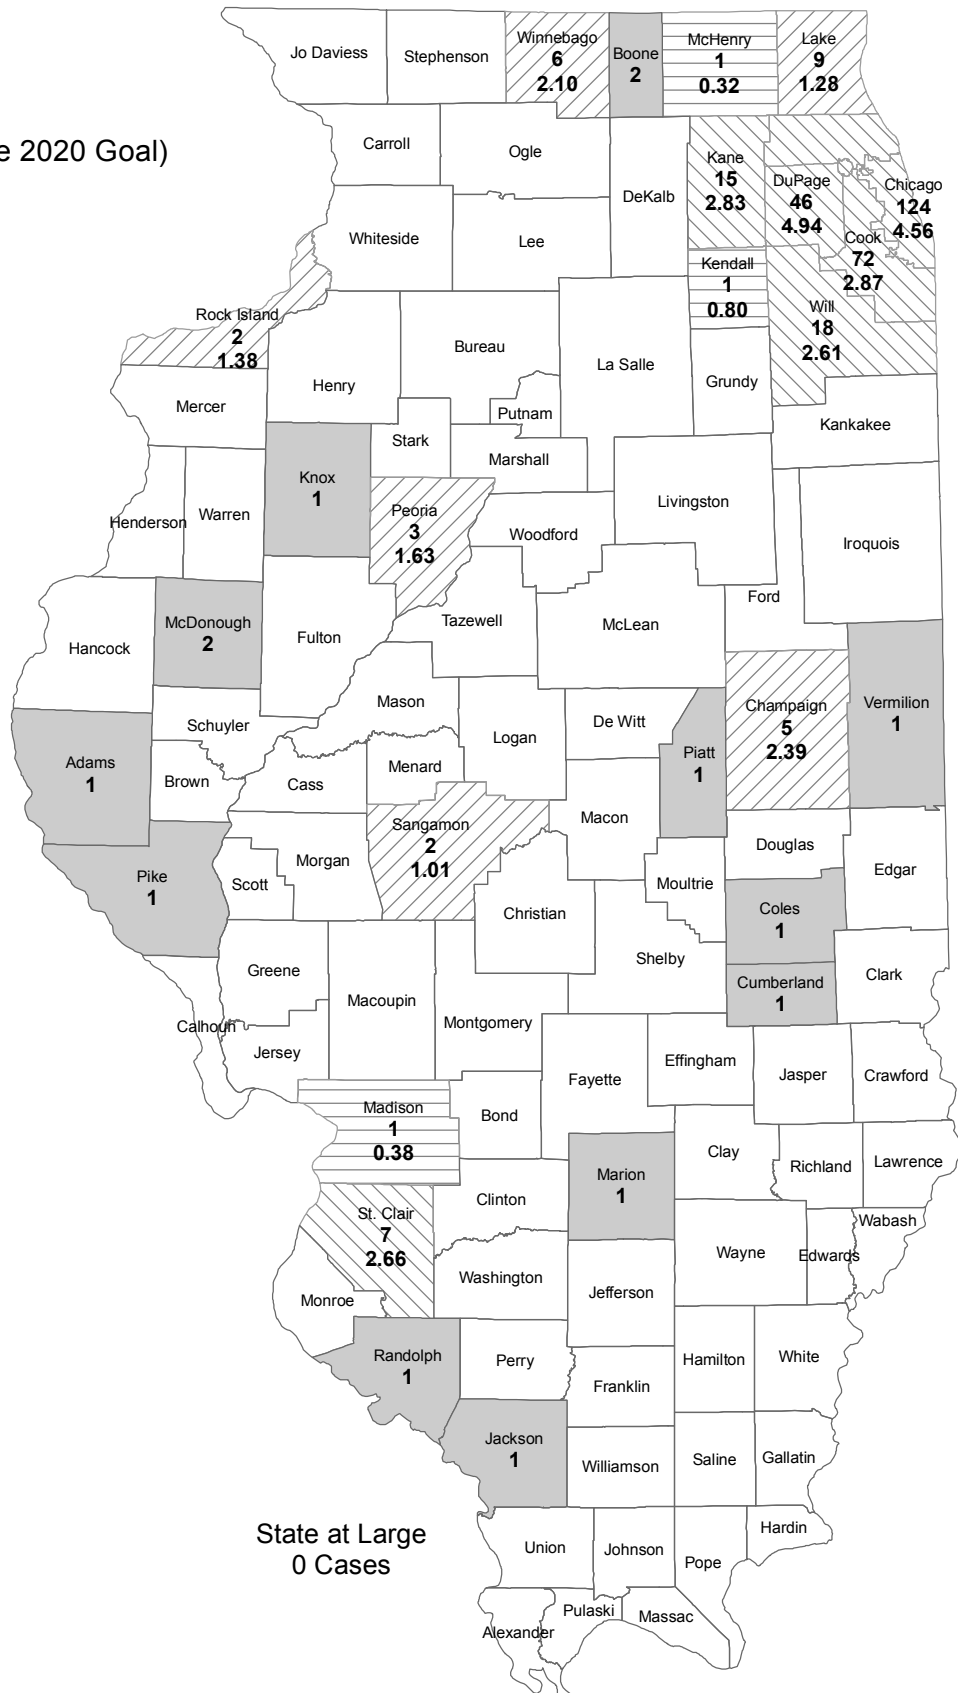 Jo Daviess
Stephenson
Winnebago
6
2.10
Boone
2
McHenry
1
0.32
Lake
9
1.28
e 2020 Goal)
Carroll
Ogle
DeKalb
Kane
15
2.83
DuPage
46
4.94
Chicago
124
4.56
Cook
72
2.87
Whiteside
Lee
Kendall
1
0.80
Will
18
2.61
Rock Island
2
1.38
Bureau
La Salle
Henry
Grundy
Mercer
Putnam
Kankakee
Stark
Marshall
Knox
1
Livingston
Henderson
Warren
Peoria
3
1.63
Woodford
Iroquois
Ford
McDonough
2
Tazewell
McLean
Hancock
Fulton
Mason
Vermilion
1
Champaign
5
2.39
Schuyler
Logan
De Witt
Piatt
1
Adams
1
Brown
Cass
Menard
Macon
Sangamon
2
1.01
Douglas
Morgan
Edgar
Pike
1
Scott
Moultrie
Christian
Coles
1
Shelby
Greene
Cumberland
1
Clark
Macoupin
Montgomery
Calhoun
Jersey
Effingham
Fayette
Jasper
Crawford
Madison
1
0.38
Bond
Clay
Richland
Lawrence
Marion
1
Clinton
St. Clair
7
2.66
Wabash
Wayne
Edwards
Washington
Jefferson
Monroe
Randolph
1
Perry
Hamilton
White
Franklin
Jackson
1
Williamson
Saline
Gallatin
State at Large
0 Cases
Hardin
Union
Johnson
Pope
Pulaski
Massac
Alexander